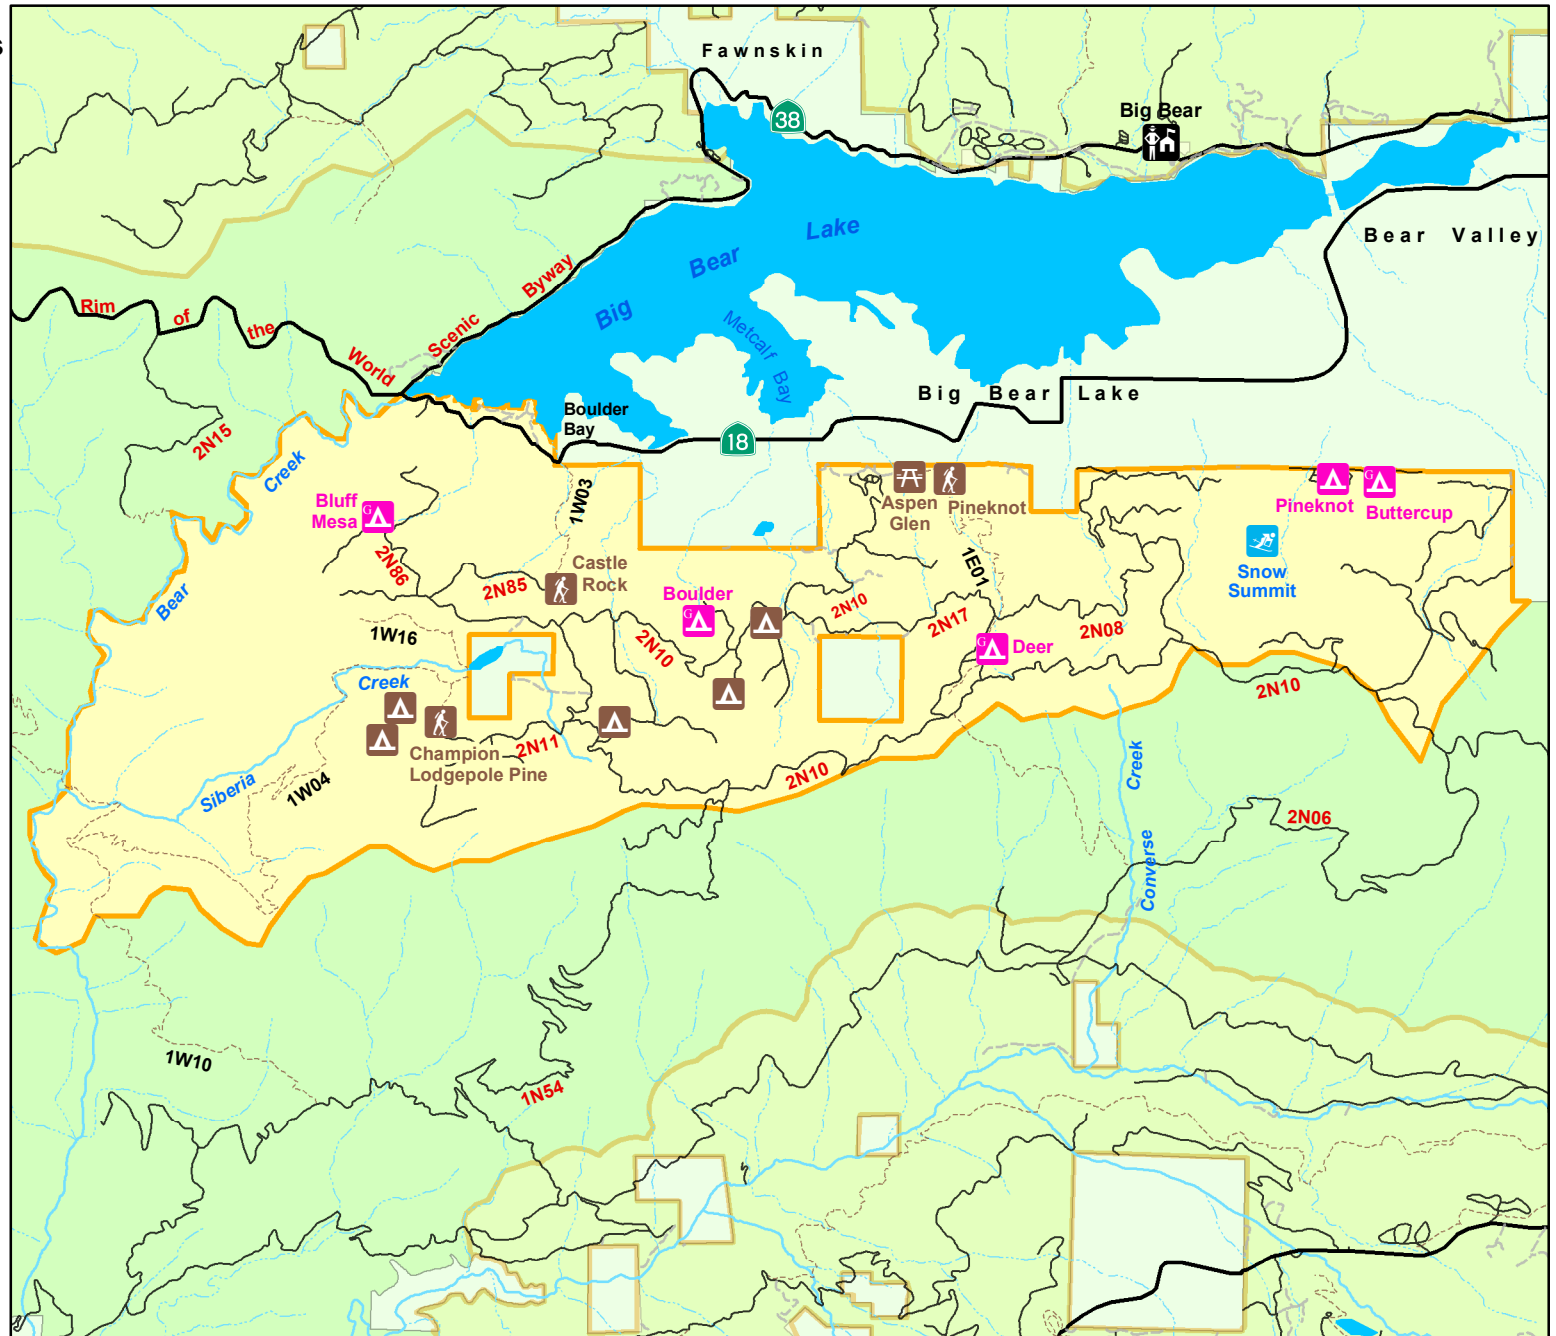 s
Fawnskin
38
Big Bear
Bear Valley
Big Bear Lake
Metcalf Bay
Rim of the World Scenic Byway
Big Bear Lake
Boulder
Bay
18
2N15
Bear Creek
Bluff
Mesa
G
2N86
1W03
2N85
Castle
Rock
Boulder
G
2N10
2N10
Aspen
Glen
Pineknot
1E01
2N17
G
Deer
2N08
Pineknot
G
Buttercup
Snow
Summit
2N10
1W16
Siberia Creek
Champion
Lodgepole Pine
2N11
1W04
2N10
Converse Creek
2N06
1W10
1N54